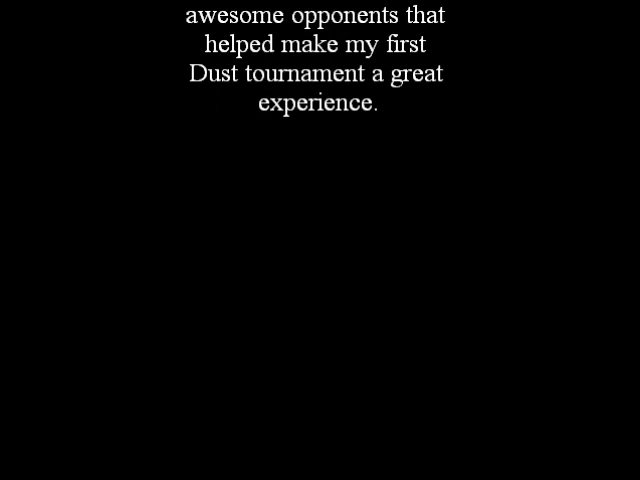 awesome opponents that
helped make my first
Dust tournament a great
experience.